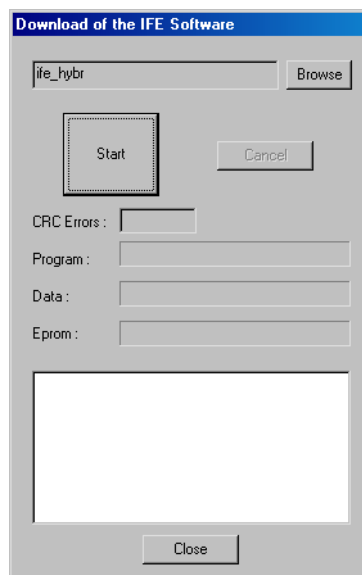 Download of the IFE Software
ife_hybr
Browse
Start
Cancel
CRC Errors :
Program :
Data :
Eprom :
Close